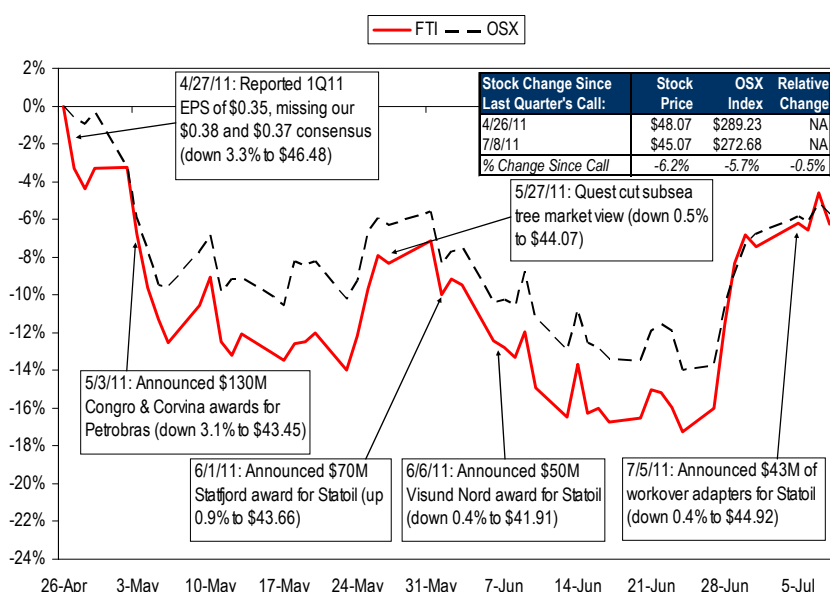 FTI OSX
2%
0%
-2%
-4%
-6%
-8%
-10%
-12%
-14%
-16%
-18%
-20%
-22%
-24%
4/27/11: Reported 1Q11
EPS of $0.35, missing our
$0.38 and $0.37 consensus
(down 3.3% to $46.48)
Stock Change Since Last Quarter's Call: Stock Price OSX Index Relative Change
4/26/11 $48.07 $289.23 NA
7/8/11 $45.07 $272.68 NA
% Change Since Call -6.2% -5.7% -0.5%
5/27/11: Quest cut subsea
tree market view (down 0.5%
to $44.07)
5/3/11: Announced $130M
Congro & Corvina awards for
Petrobras (down 3.1% to $43.45)
6/1/11: Announced $70M
Statfjord award for Statoil (up
0.9% to $43.66)
6/6/11: Announced $50M
Visund Nord award for Statoil
(down 0.4% to $41.91)
7/5/11: Announced $43M of
workover adapters for Statoil
(down 0.4% to $44.92)
26-Apr 3-May 10-May 17-May 24-May 31-May 7-Jun 14-Jun 21-Jun 28-Jun 5-Jul